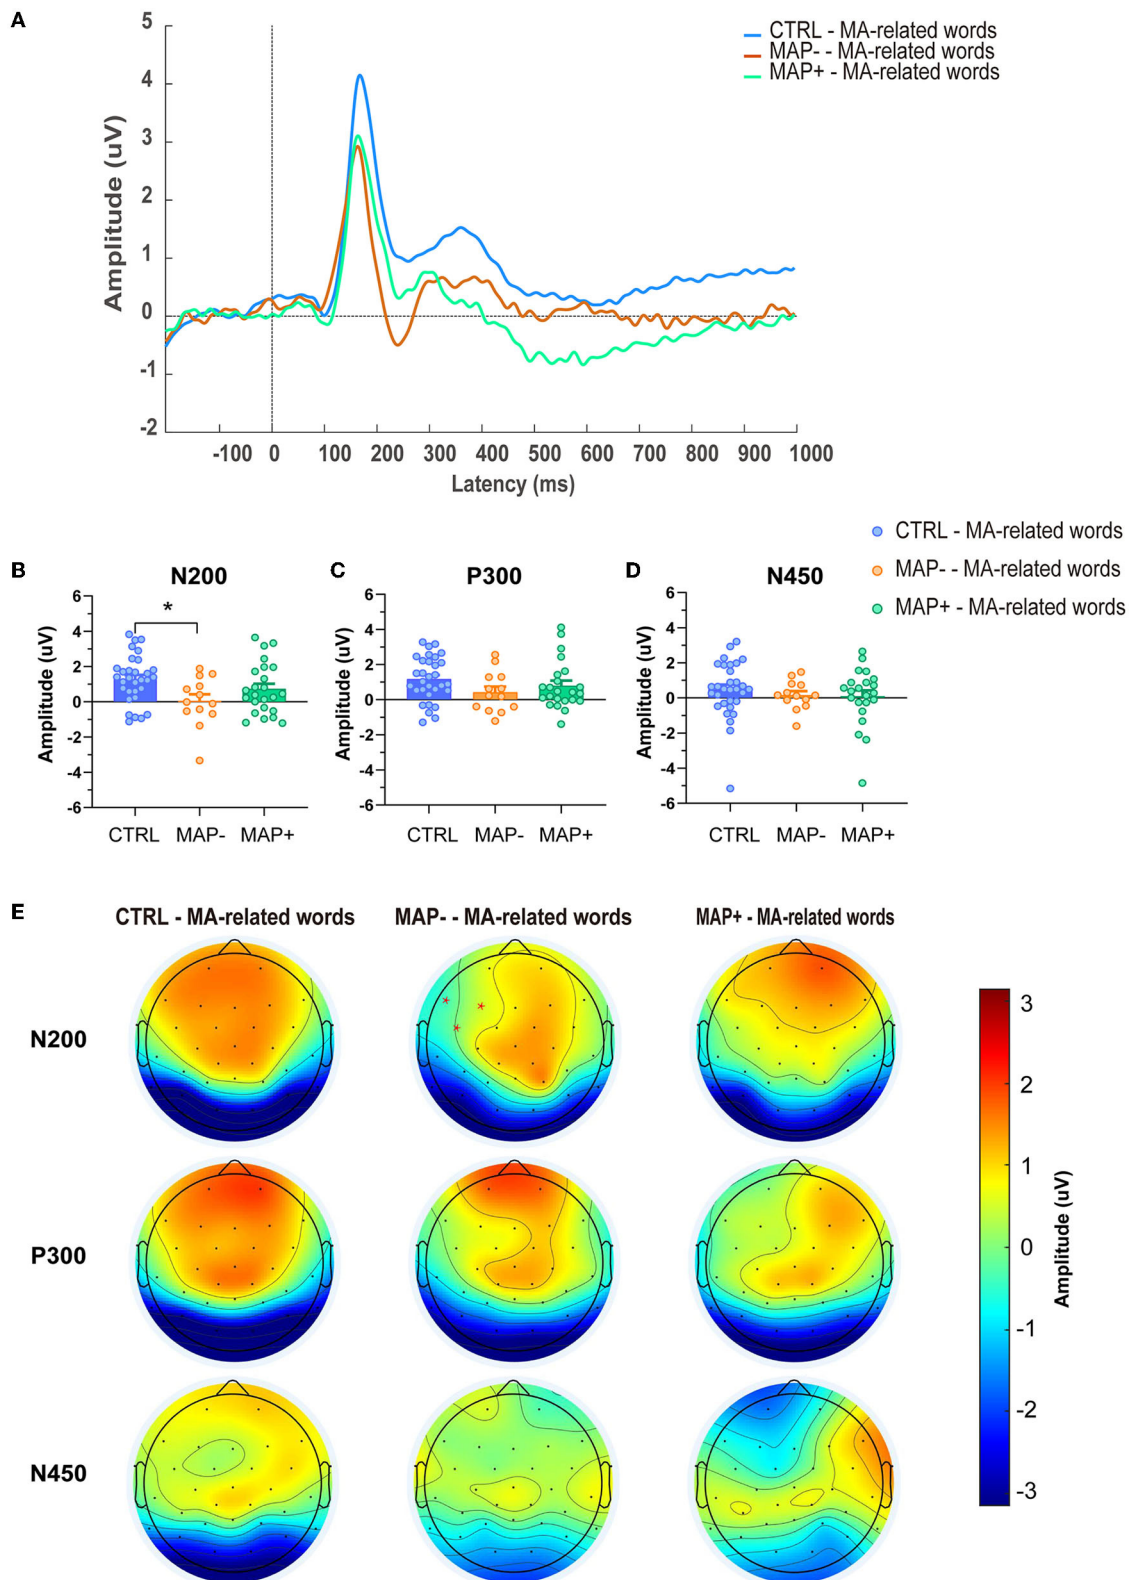 A
5
4
3
2
1
0
-1
-2
Amplitude (uV)
-100 0 100 200 300 400 500 600 700 800 900 1000
Latency (ms)
CTRL - MA-related words
MAP- - MA-related words
MAP+ - MA-related words
CTRL - MA-related words
MAP- - MA-related words
MAP+ - MA-related words
B
N200
*
6
4
2
0
-2
-4
-6
Amplitude (uV)
CTRL MAP- MAP+
C
P300
6
4
2
0
-2
-4
-6
Amplitude (uV)
CTRL MAP- MAP+
D
N450
6
4
2
0
-2
-4
-6
Amplitude (uV)
CTRL MAP- MAP+
E
CTRL - MA-related words
MAP- - MA-related words
MAP+ - MA-related words
N200
P300
N450
3
2
1
0
-1
-2
-3
Amplitude (uV)